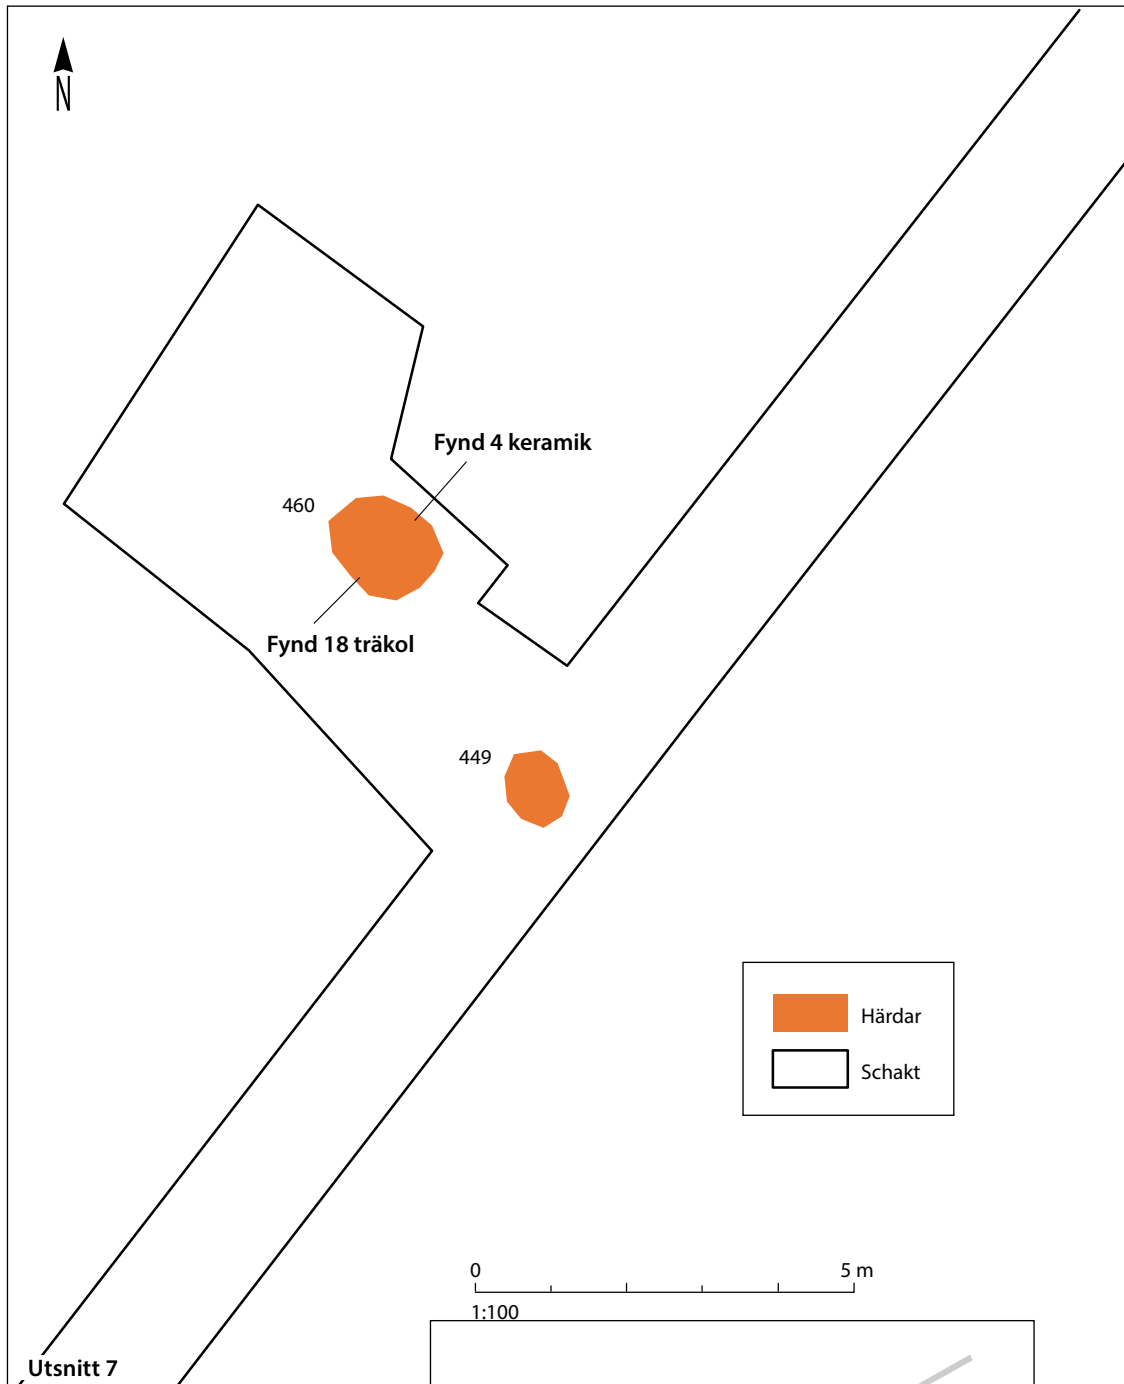 N
Fynd 4 keramik
460
Fynd 18 träkol
449
Härdar
Schakt
0 5 m
1:100
Utsnitt 7